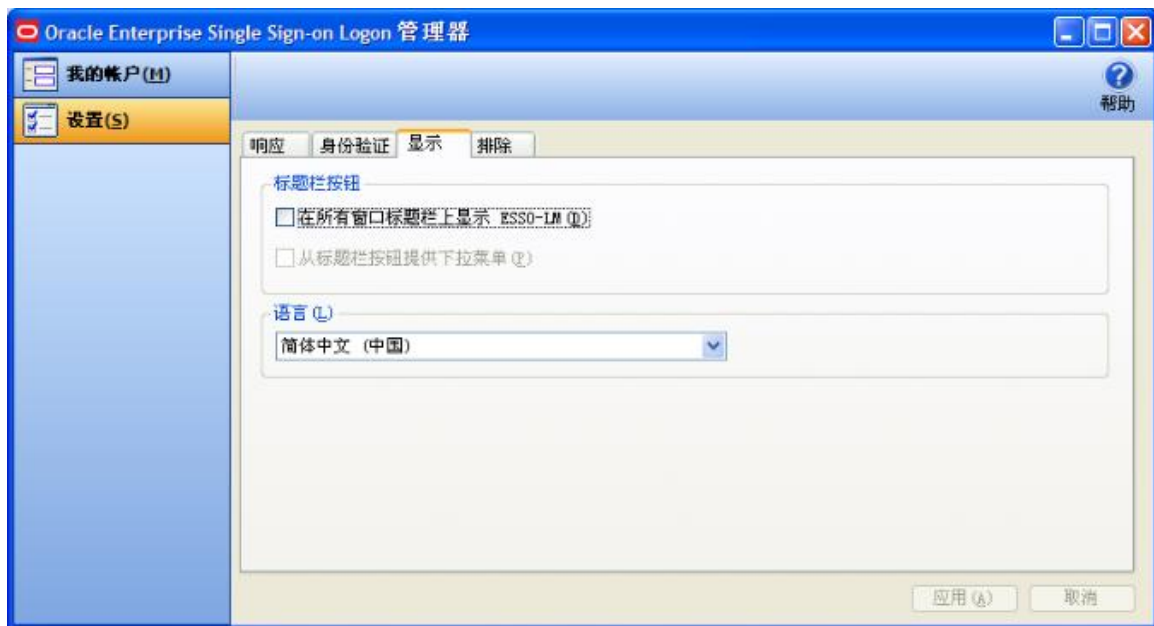 Oracle Enterprise Single Sign-on Logon 管理器
我的帐户(M)
设置(S)
帮助
响应 身份验证 显示 排除
标题栏按钮
在所有窗口标题栏上显示 ESSO-LM(D)
从标题栏按钮提供下拉菜单(P)
语言(L)
简体中文 (中国)
应用(A) 取消